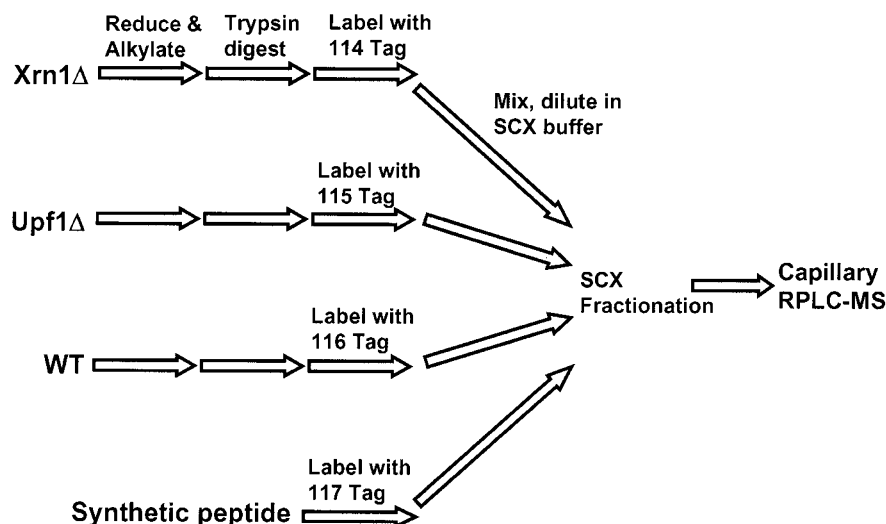 Reduce &
Alkylate
Trypsin
digest
Label with
114 Tag
Xrn1Δ
Mix, dilute in
SCX buffer
Label with
115 Tag
Upf1Δ
SCX
Fractionation
Capillary
RPLC-MS
Label with
116 Tag
WT
Label with
117 Tag
Synthetic peptide